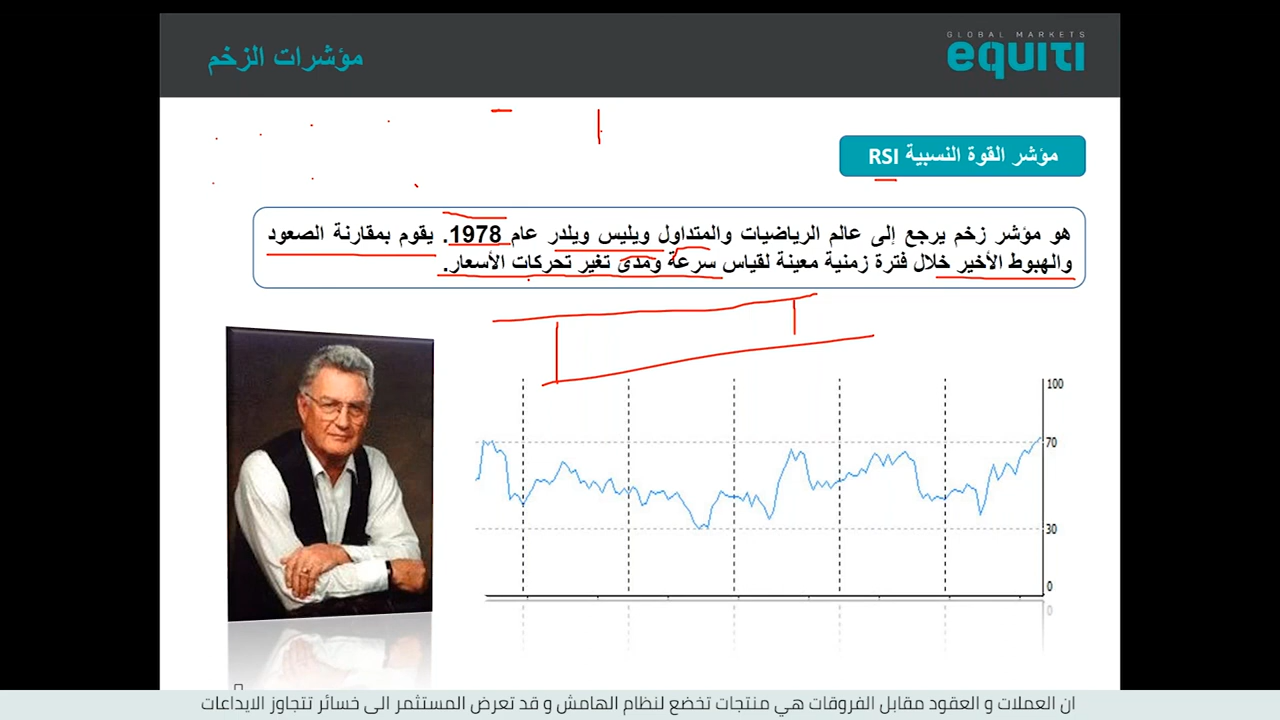 GLOBAL MARKETS
equiti
مؤشرات الزخم
مؤشر القوة النسبية RSI
هو مؤشر زخم يرجع إلى عالم الرياضيات والمتداول ويليس ويلدر عام 1978. يقوم بمقارنة الصعود
والهبوط الأخير خلال فترة زمنية معينة لقياس سرعة ومدى تغير تحركات الأسعار.
100
70
30
0
0
ان العملات و العقود مقابل الفروقات هي منتجات تخضع لنظام الهامش و قد تعرض المستثمر الى خسائر تتجاوز الايداعات